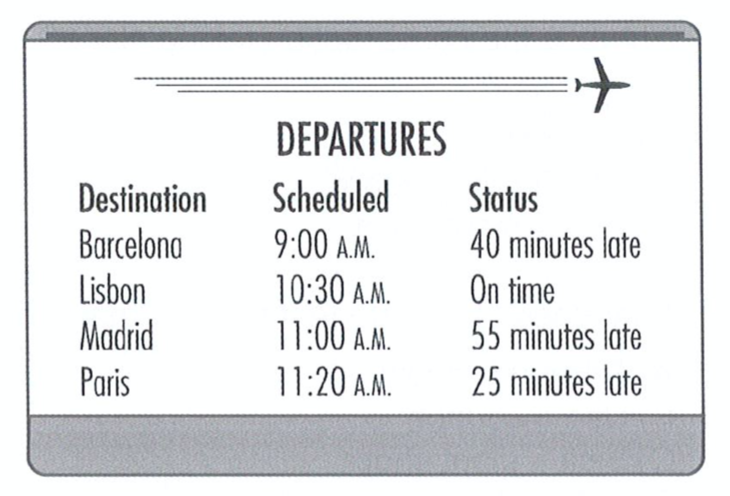 DEPARTURES
Destination Scheduled Status
Barcelona 9:00 A.M. 40 minutes late
Lisbon 10:30 A.M. On time
Madrid 11:00 A.M. 55 minutes late
Paris 11:20 A.M. 25 minutes late